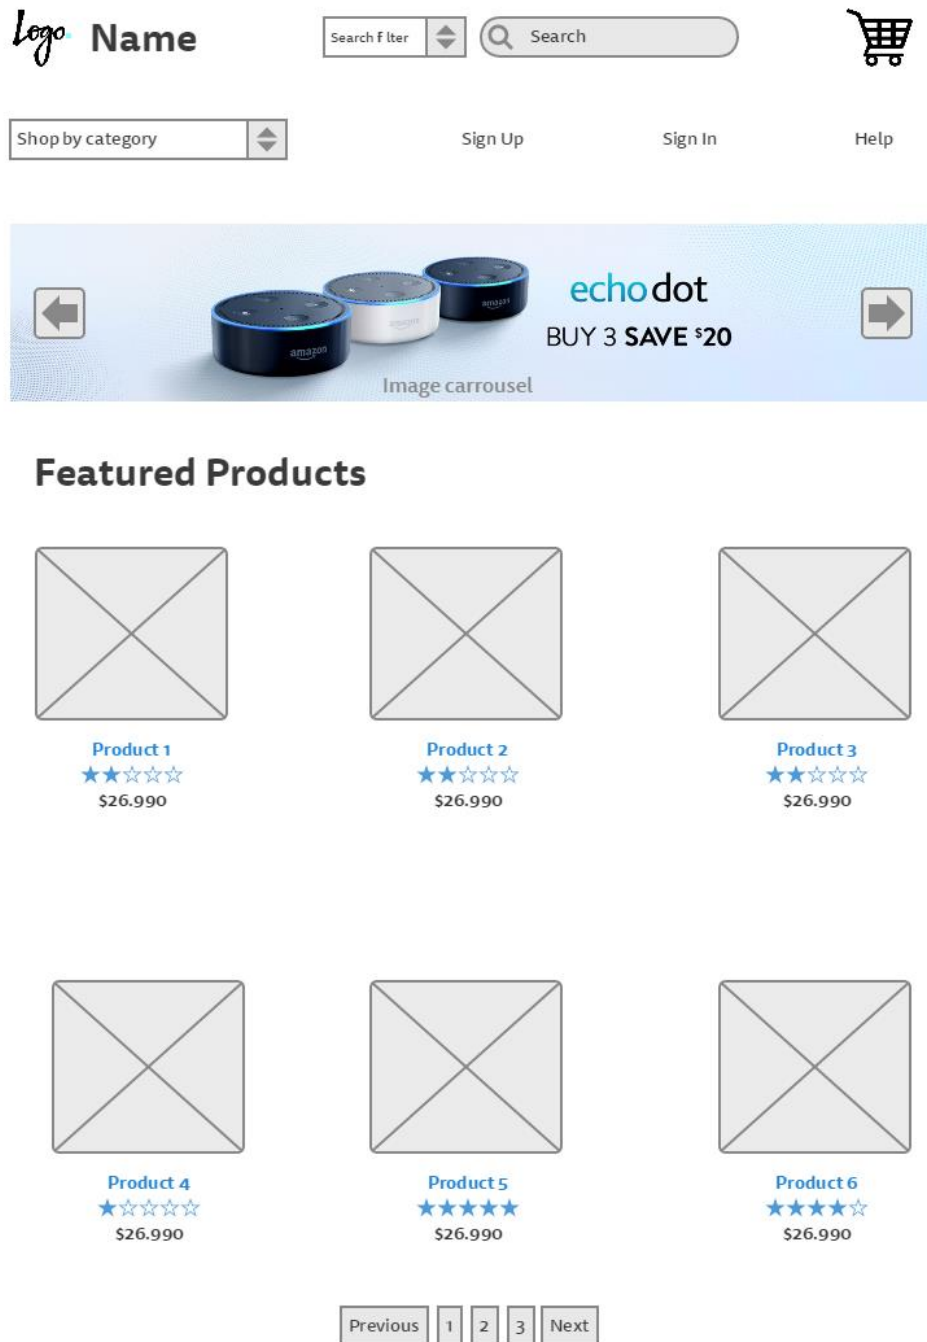 Logo. Name
Search f lter
Search
Shop by category
Sign Up
Sign In
Help
amazon
amazon
amazon
echo dot
BUY 3 SAVE $20
Image carrousel
Featured Products
Product 1
$26.990
Product 2
$26.990
Product 3
$26.990
Product 4
$26.990
Product 5
$26.990
Product 6
$26.990
Previous 1 2 3 Next